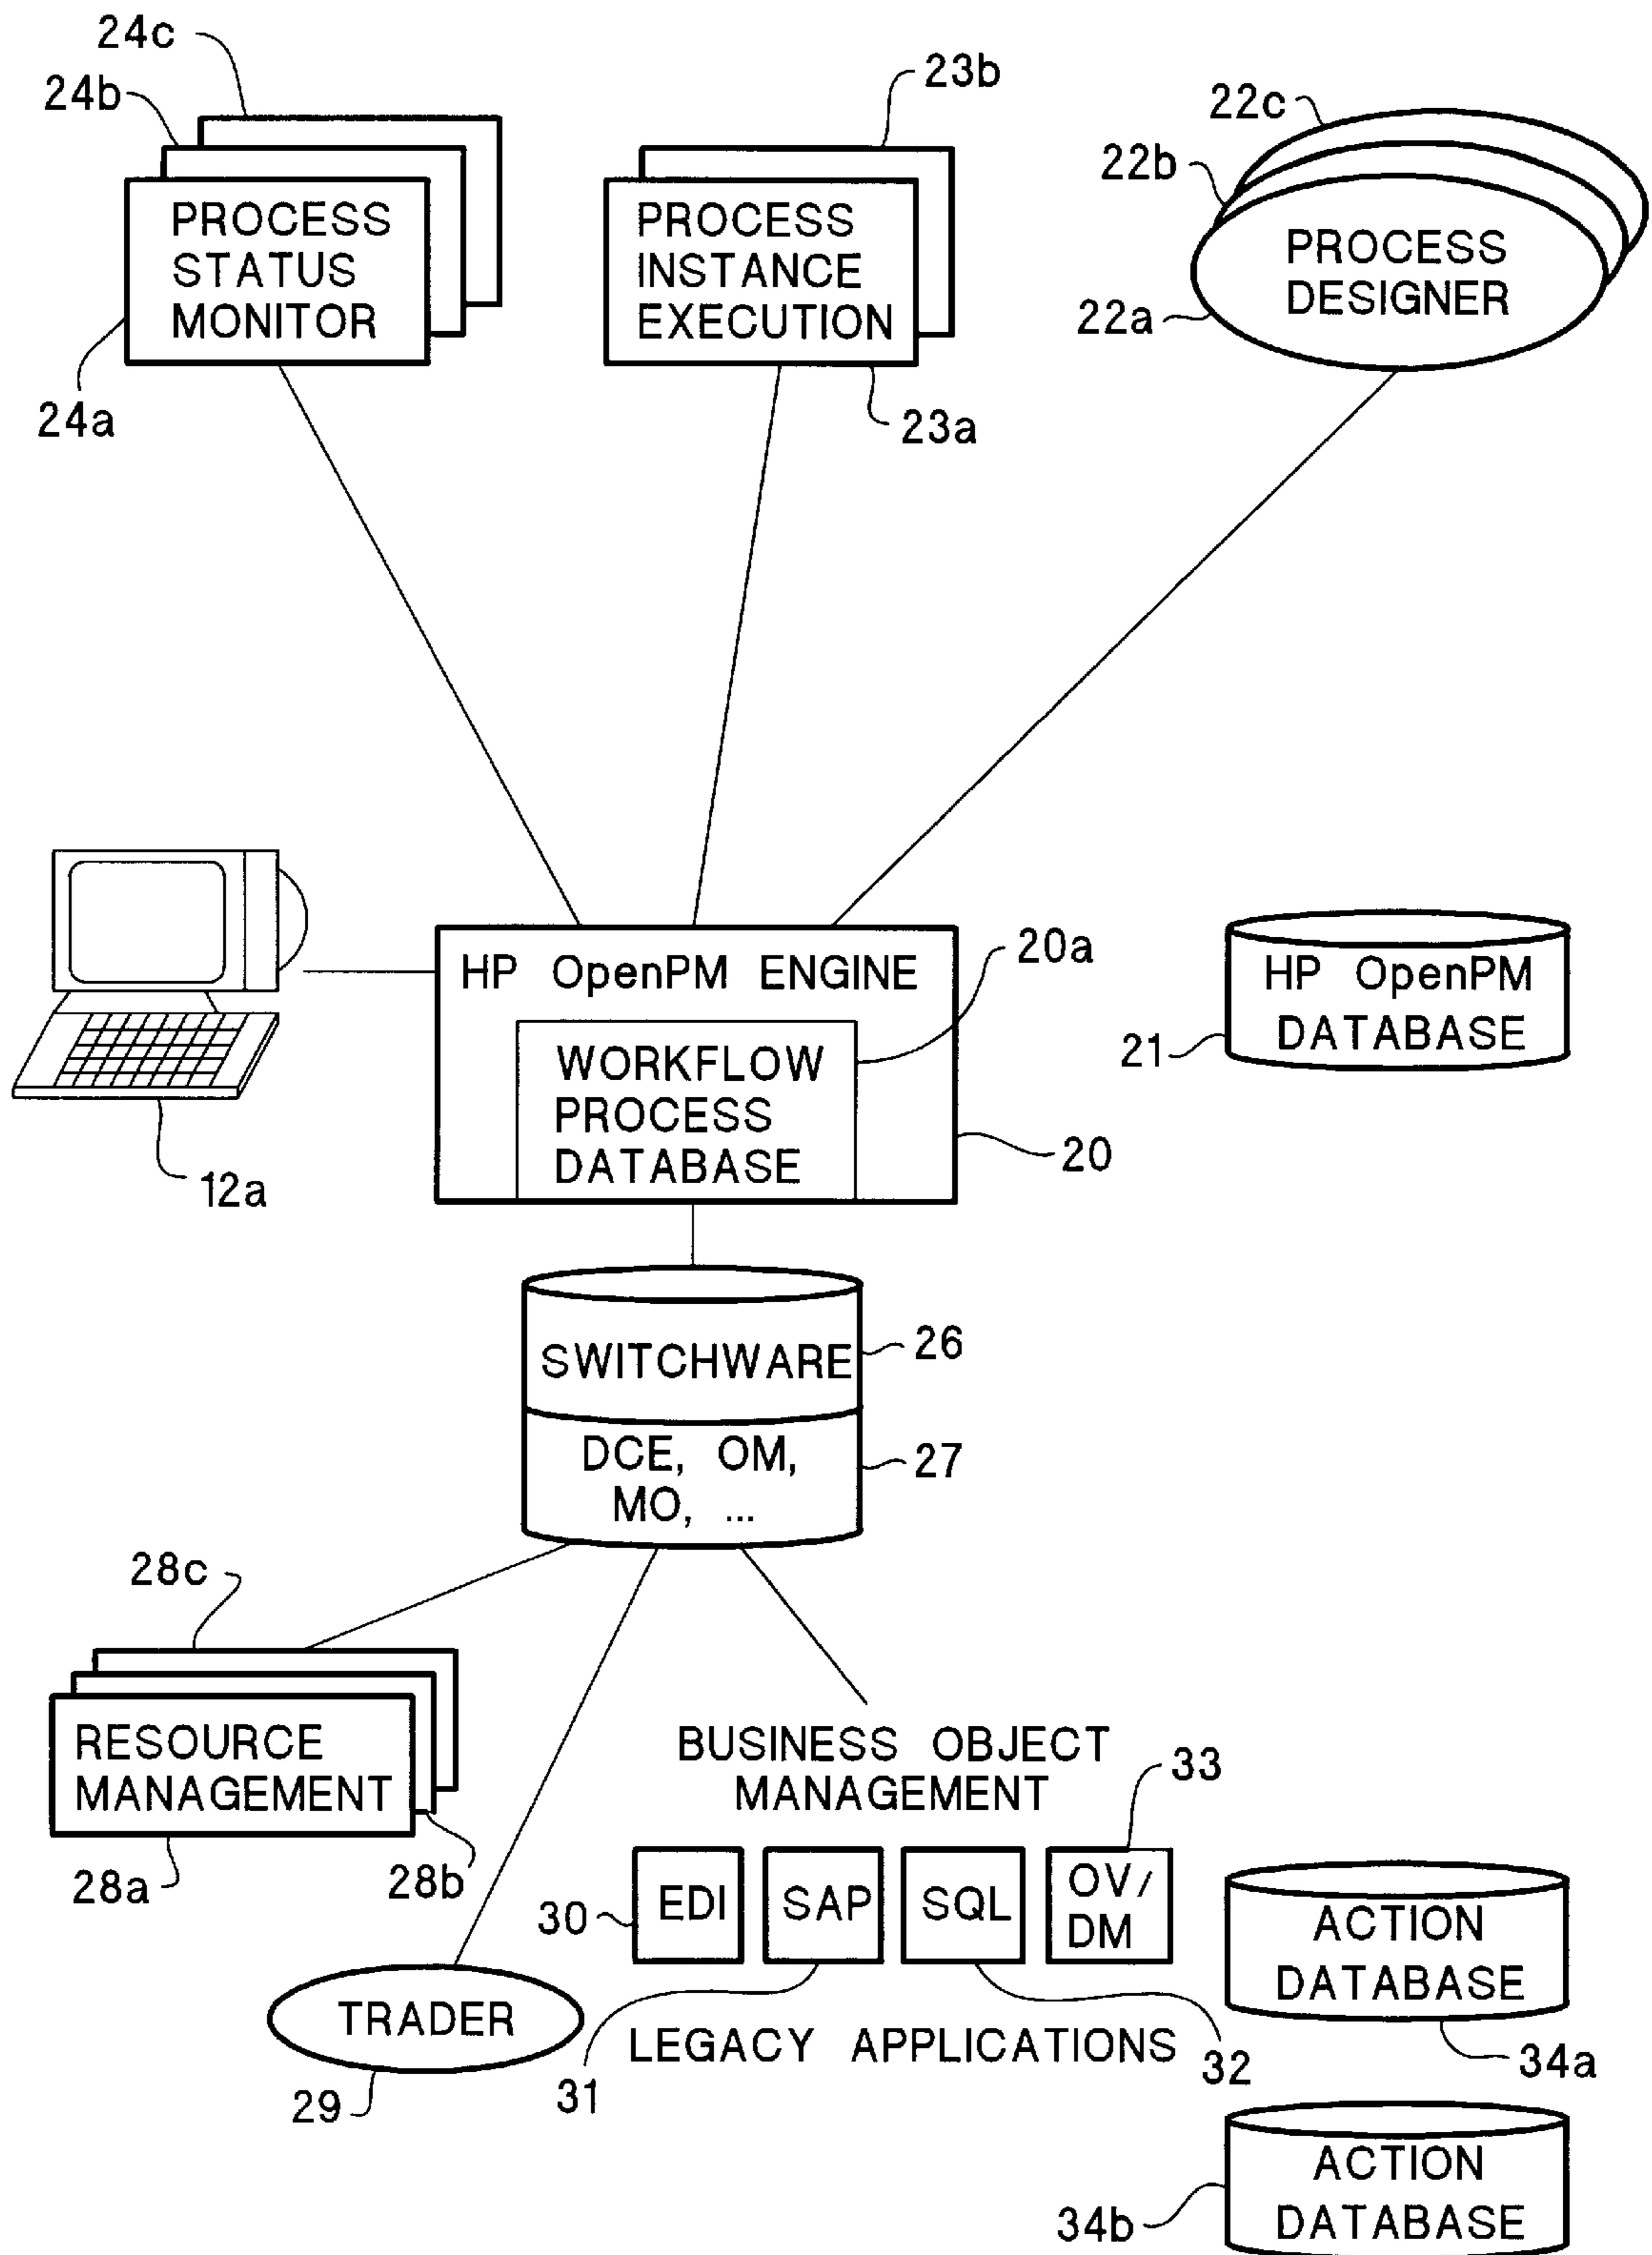 24c
24b
23b
22c
22b
PROCESS
STATUS
MONITOR
PROCESS
INSTANCE
EXECUTION
PROCESS
DESIGNER
22a
24a
23a
HP OpenPM ENGINE
20a
HP OpenPM
DATABASE
21
WORKFLOW
PROCESS
DATABASE
20
12a
SWITCHWARE
26
DCE, OM,
MO, ...
27
28c
RESOURCE
MANAGEMENT
28a
28b
BUSINESS OBJECT
MANAGEMENT
33
30
EDI
SAP
SQL
OV/
DM
ACTION
DATABASE
TRADER
LEGACY APPLICATIONS
29
31
32
34a
ACTION
DATABASE
34b